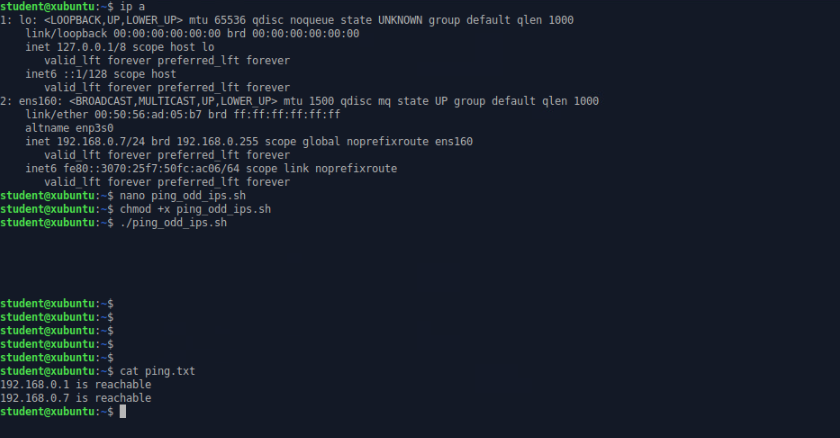 student@xubuntu:~$ ip a
1: lo: <LOOPBACK,UP,LOWER_UP> mtu 65536 qdisc noqueue state UNKNOWN group default qlen 1000
    link/loopback 00:00:00:00:00:00 brd 00:00:00:00:00:00
    inet 127.0.0.1/8 scope host lo
       valid_lft forever preferred_lft forever
    inet6 ::1/128 scope host
       valid_lft forever preferred_lft forever
2: ens160: <BROADCAST,MULTICAST,UP,LOWER_UP> mtu 1500 qdisc mq state UP group default qlen 1000
    link/ether 00:50:56:ad:05:b7 brd ff:ff:ff:ff:ff:ff
    altname enp3s0
    inet 192.168.0.7/24 brd 192.168.0.255 scope global noprefixroute ens160
       valid_lft forever preferred_lft forever
    inet6 fe80::3070:25f7:50fc:ac06/64 scope link noprefixroute
       valid_lft forever preferred_lft forever
student@xubuntu:~$ nano ping_odd_ips.sh
student@xubuntu:~$ chmod +x ping_odd_ips.sh
student@xubuntu:~$ ./ping_odd_ips.sh
student@xubuntu:~$
student@xubuntu:~$
student@xubuntu:~$
student@xubuntu:~$
student@xubuntu:~$
student@xubuntu:~$ cat ping.txt
192.168.0.1 is reachable
192.168.0.7 is reachable
student@xubuntu:~$